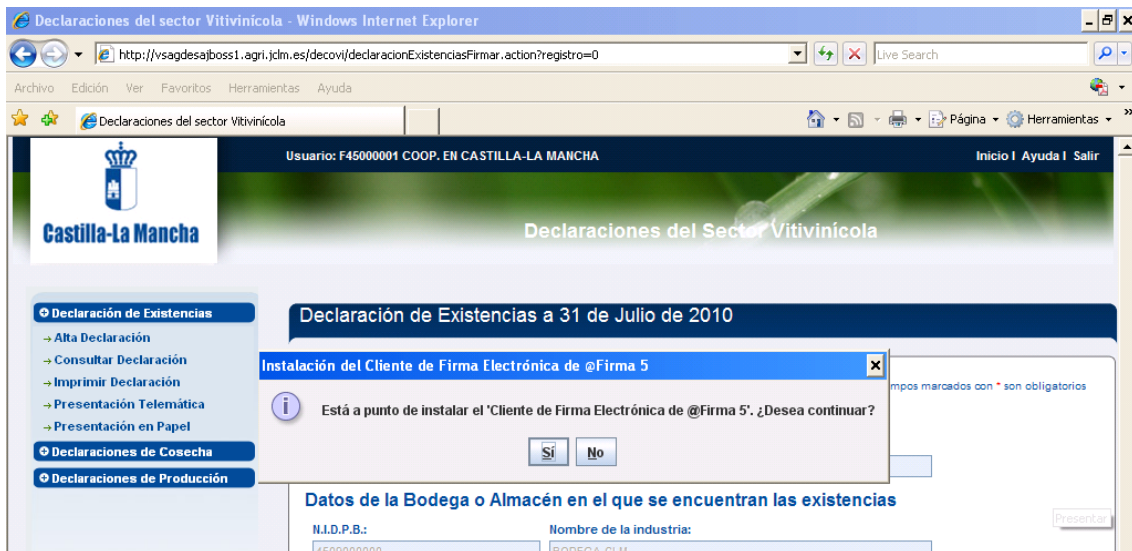 Declaraciones del sector Vitivinícola - Windows Internet Explorer
http://vsagdesajboss1.agri.jclm.es/decovi/declaracionExistenciasFirmar.action?registro=0
Live Search
Archivo Edición Ver Favoritos Herramientas Ayuda
Declaraciones del sector Vitivinícola
Página Herramientas
Usuario: F45000001 COOP. EN CASTILLA-LA MANCHA
Inicio I Ayuda I Salir
Castilla-La Mancha
Declaraciones del Sector Vitivinícola
Declaración de Existencias
Alta Declaración
Consultar Declaración
Imprimir Declaración
Presentación Telemática
Presentación en Papel
Declaraciones de Cosecha
Declaraciones de Producción
Declaración de Existencias a 31 de Julio de 2010
mpos marcados con * son obligatorios
Instalación del Cliente de Firma Electrónica de @Firma 5
Está a punto de instalar el 'Cliente de Firma Electrónica de @Firma 5'. ¿Desea continuar?
Sí No
Datos de la Bodega o Almacén en el que se encuentran las existencias
N.I.D.P.B.: Nombre de la industria:
BODEGA CLM
Presentar